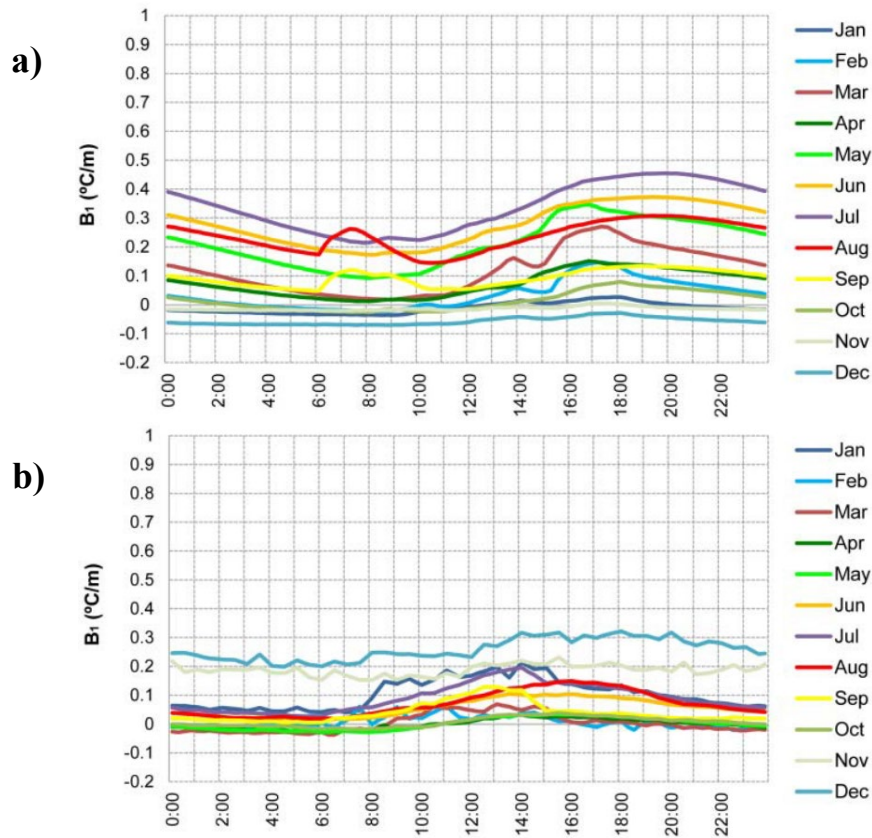 a)
B₁ (ºC/m)
1
0.9
0.8
0.7
0.6
0.5
0.4
0.3
0.2
0.1
0
-0.1
-0.2
0:00
2:00
4:00
6:00
8:00
10:00
12:00
14:00
16:00
18:00
20:00
22:00
Jan
Feb
Mar
Apr
May
Jun
Jul
Aug
Sep
Oct
Nov
Dec
b)
B₁ (ºC/m)
1
0.9
0.8
0.7
0.6
0.5
0.4
0.3
0.2
0.1
0
-0.1
-0.2
0:00
2:00
4:00
6:00
8:00
10:00
12:00
14:00
16:00
18:00
20:00
22:00
Jan
Feb
Mar
Apr
May
Jun
Jul
Aug
Sep
Oct
Nov
Dec